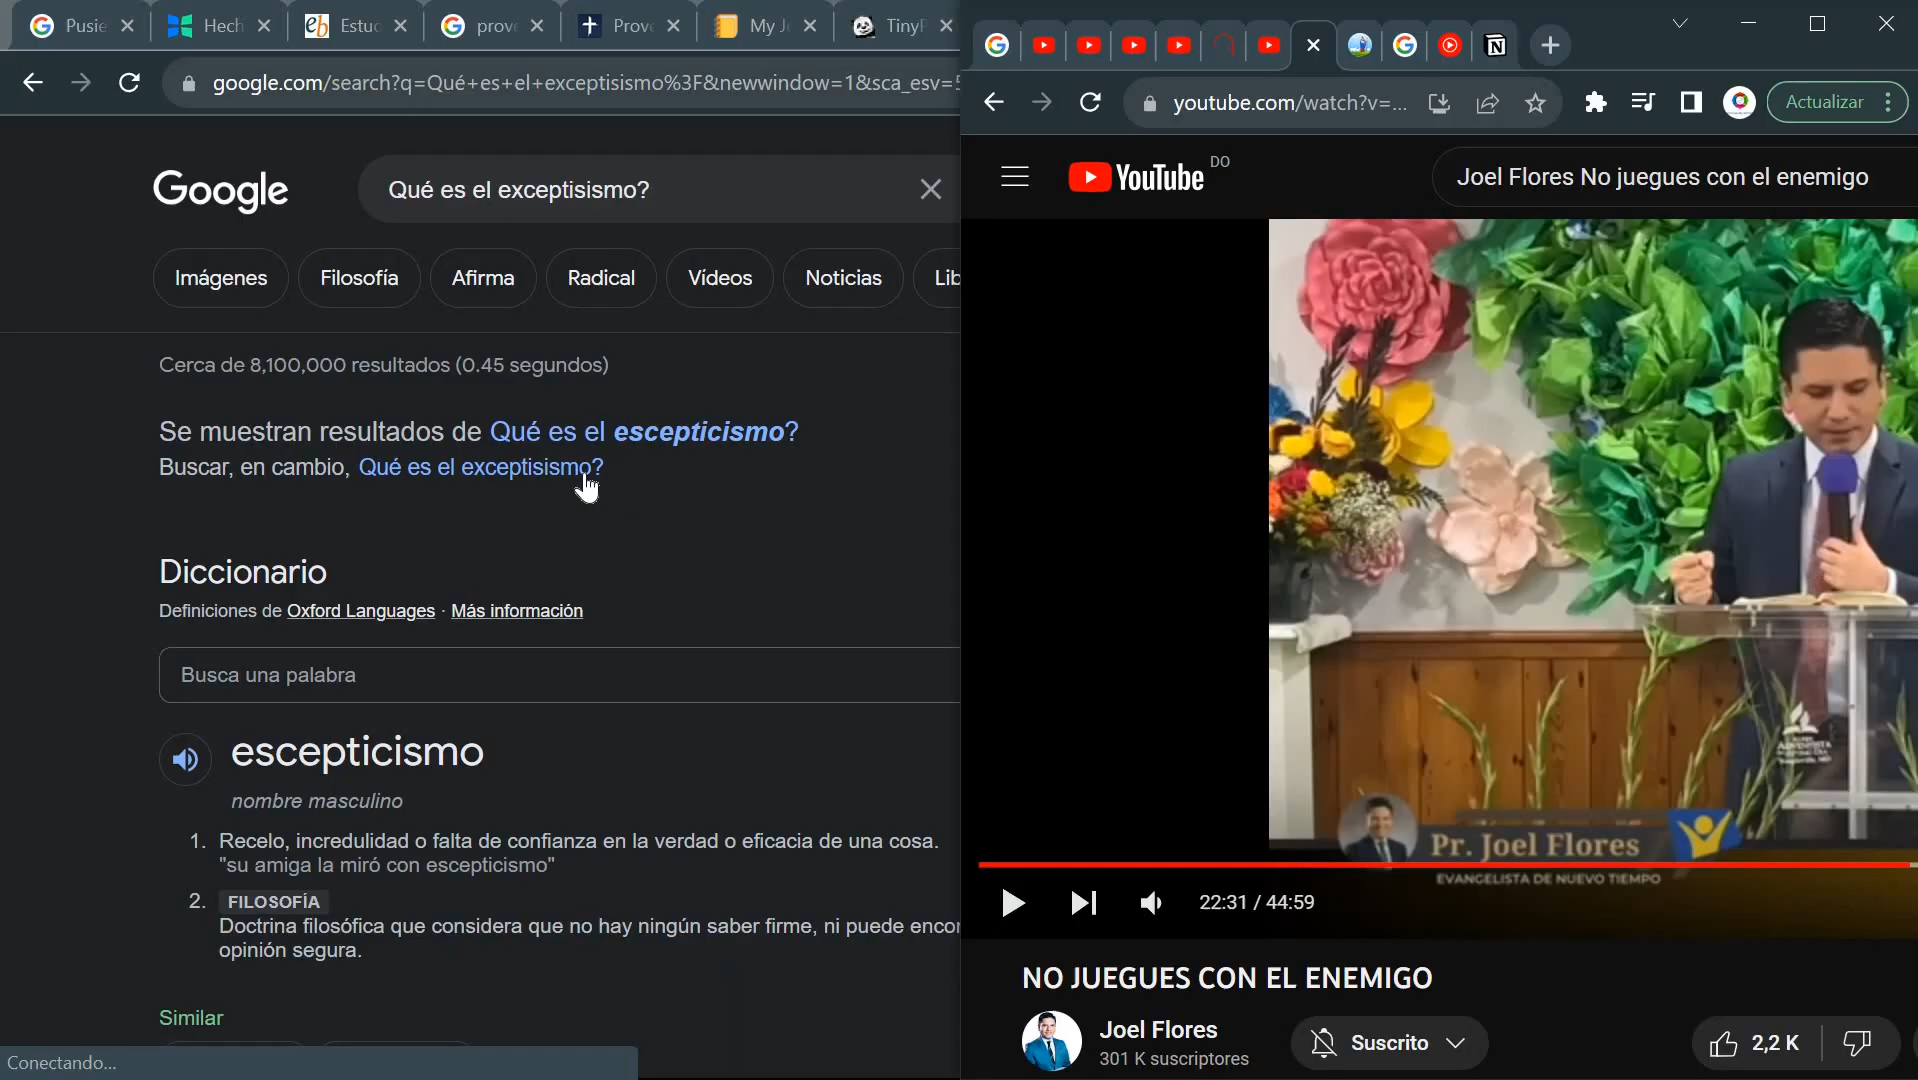 Pusie
Hech
Estuc
prove
Prove
My J
TinyP
google.com/search?q=Qué+es+el+exceptisismo%3F&newwindow=1&sca_esv=5
Google
Qué es el exceptisismo?
Imágenes
Filosofía
Afirma
Radical
Vídeos
Noticias
Lib
Cerca de 8,100,000 resultados (0.45 segundos)
Se muestran resultados de Qué es el escepticismo?
Buscar, en cambio, Qué es el exceptisismo?
Diccionario
Definiciones de Oxford Languages · Más información
Busca una palabra
escepticismo
nombre masculino
1. Recelo, incredulidad o falta de confianza en la verdad o eficacia de una cosa.
"su amiga la miró con escepticismo"
2. FILOSOFÍA
Doctrina filosófica que considera que no hay ningún saber firme, ni puede encor
opinión segura.
Similar
Conectando...
youtube.com/watch?v=...
Actualizar
YouTube DO
Joel Flores No juegues con el enemigo
Pr. Joel Flores
EVANGELISTA DE NUEVO TIEMPO
22:31 / 44:59
NO JUEGUES CON EL ENEMIGO
Joel Flores
301 K suscriptores
Suscrito
2,2 K